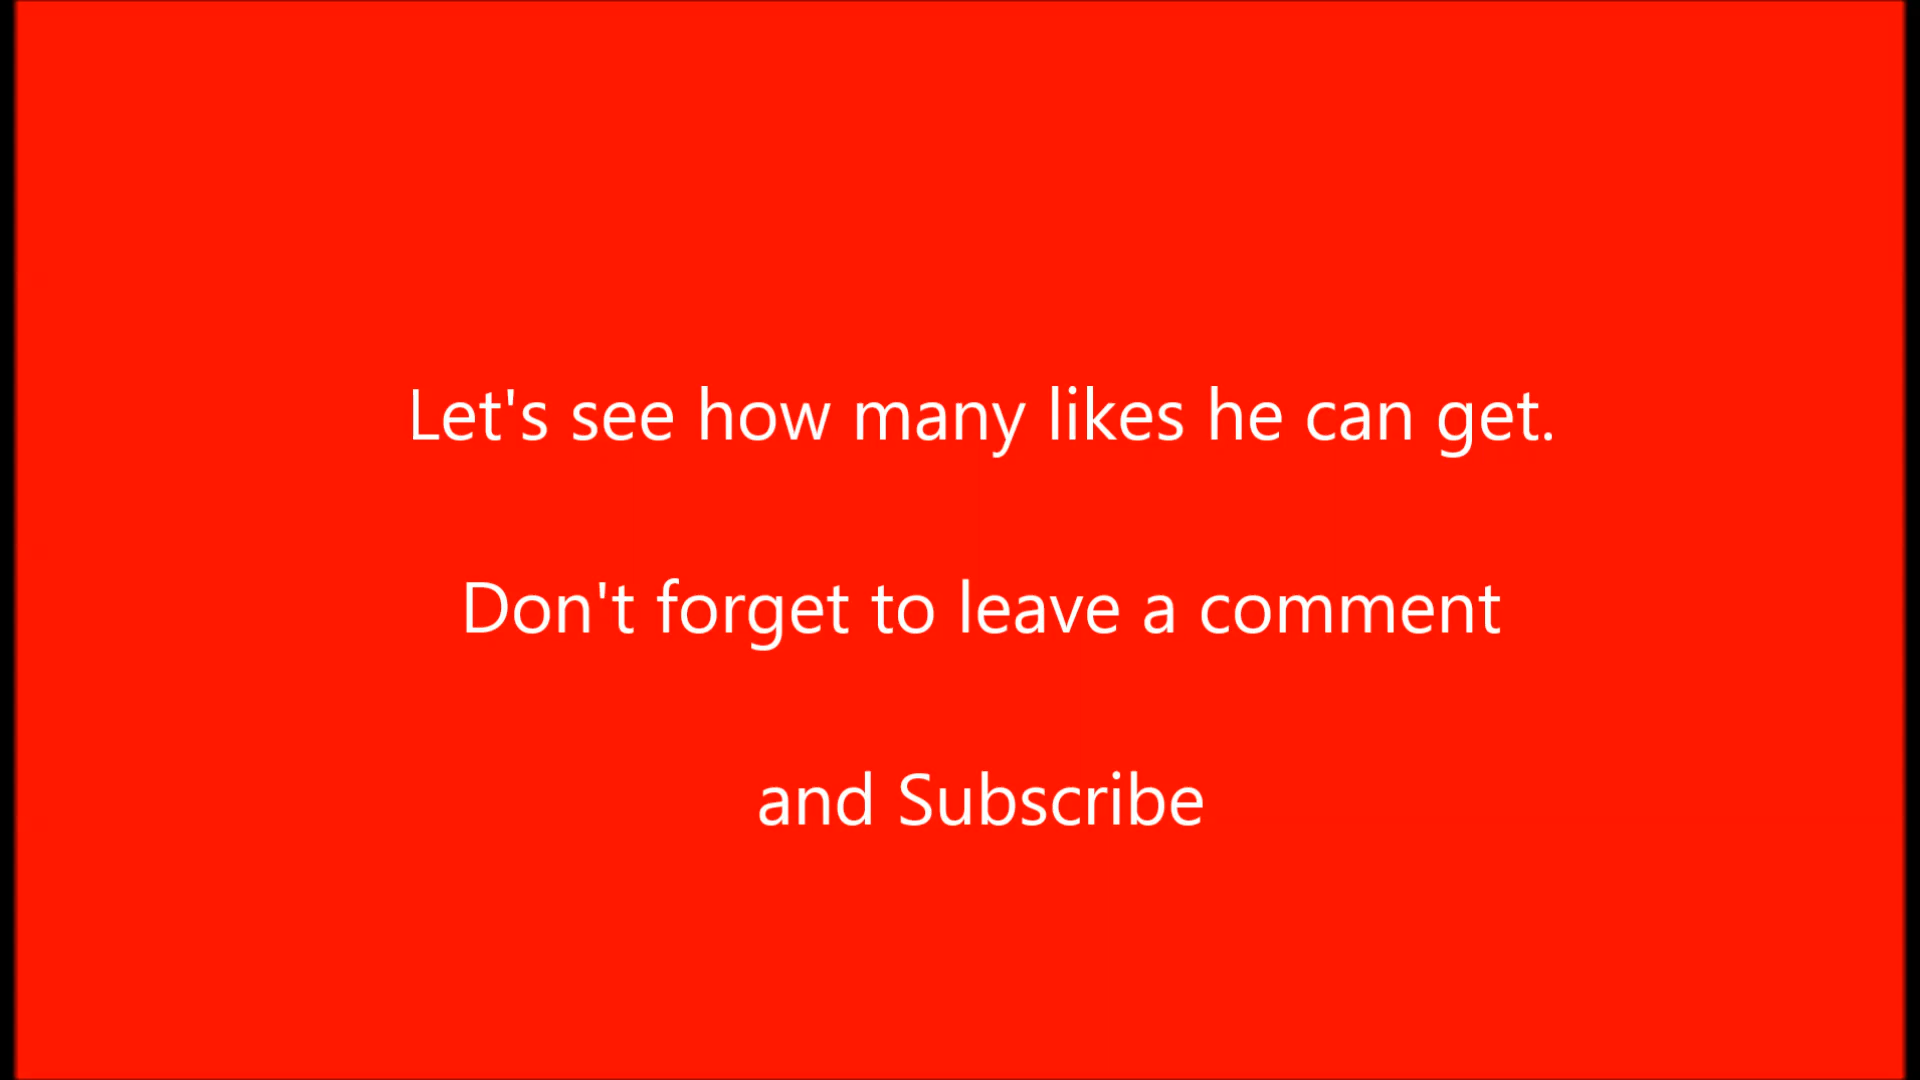 Let's see how many likes he can get.
Don't forget to leave a comment
and Subscribe